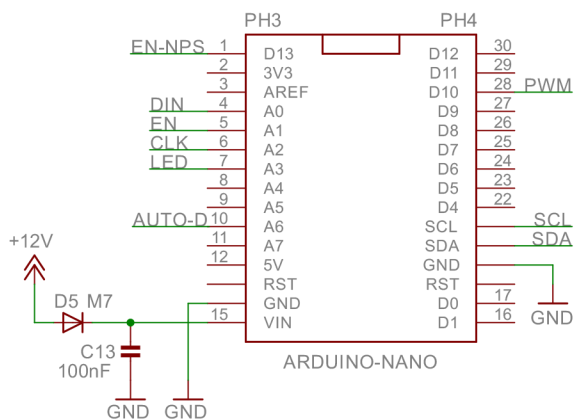 PH3 PH4
EN-NPS 1 D13 D12 30
2 3V3 D11 29
3 AREF D10 28 PWM
DIN 4 A0 D9 27
EN 5 A1 D8 26
CLK 6 A2 D7 25
LED 7 A3 D6 24
8 A4 D5 23
9 A5 D4 22
AUTO-D 10 A6 SCL SCL
11 A7 SDA SDA
+12V 12 5V GND
RST RST
D5 M7 GND D0 17 GND
15 VIN D1 16
C13
100nF
ARDUINO-NANO
GND GND